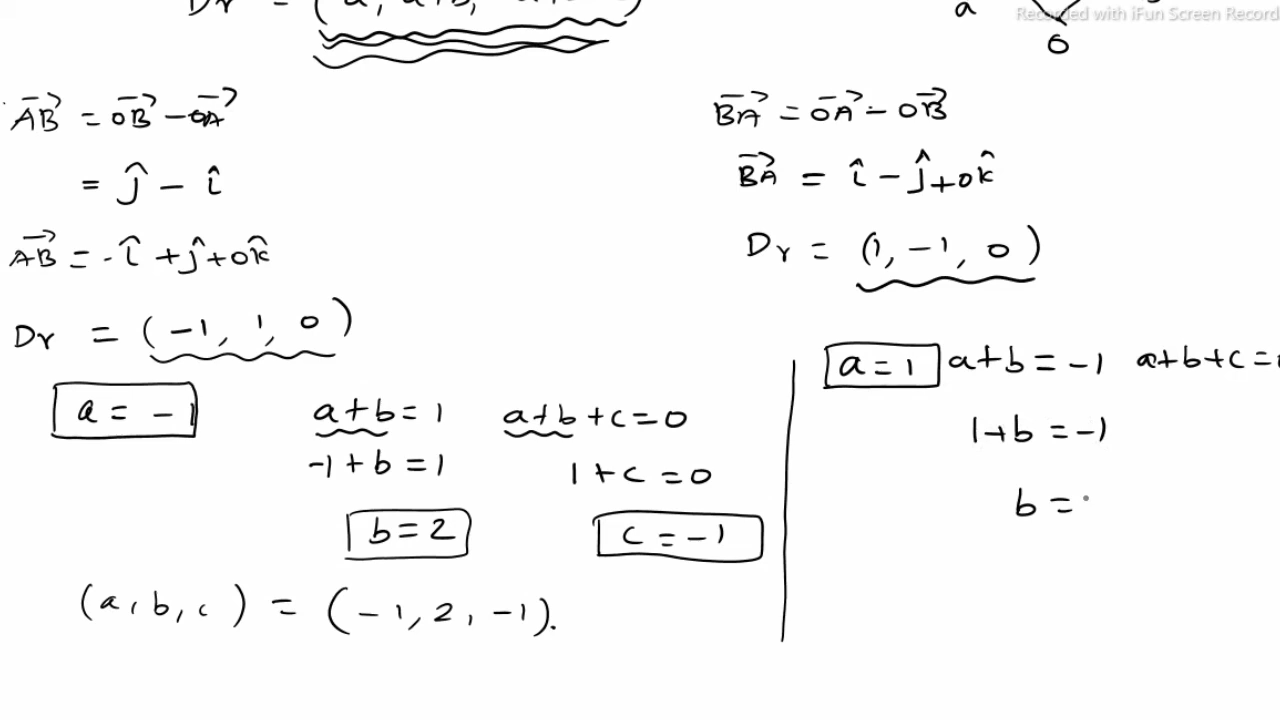 Dr = (a, a+b,
a
Recorded with iFun Screen Record
O
AB⃗ = OB⃗ - OA⃗
= ĵ - î
AB⃗ = -î + ĵ + 0k̂
Dr = (-1, 1, 0)
a = -1
a+b = 1
-1 + b = 1
b = 2
a+b+c = 0
1 + c = 0
c = -1
(a, b, c) = (-1, 2, -1).
BA⃗ = OA⃗ - OB⃗
BA⃗ = î - ĵ + 0k̂
Dr = (1, -1, 0)
a = 1 a+b = -1 a+b+c =
1+b = -1
b =